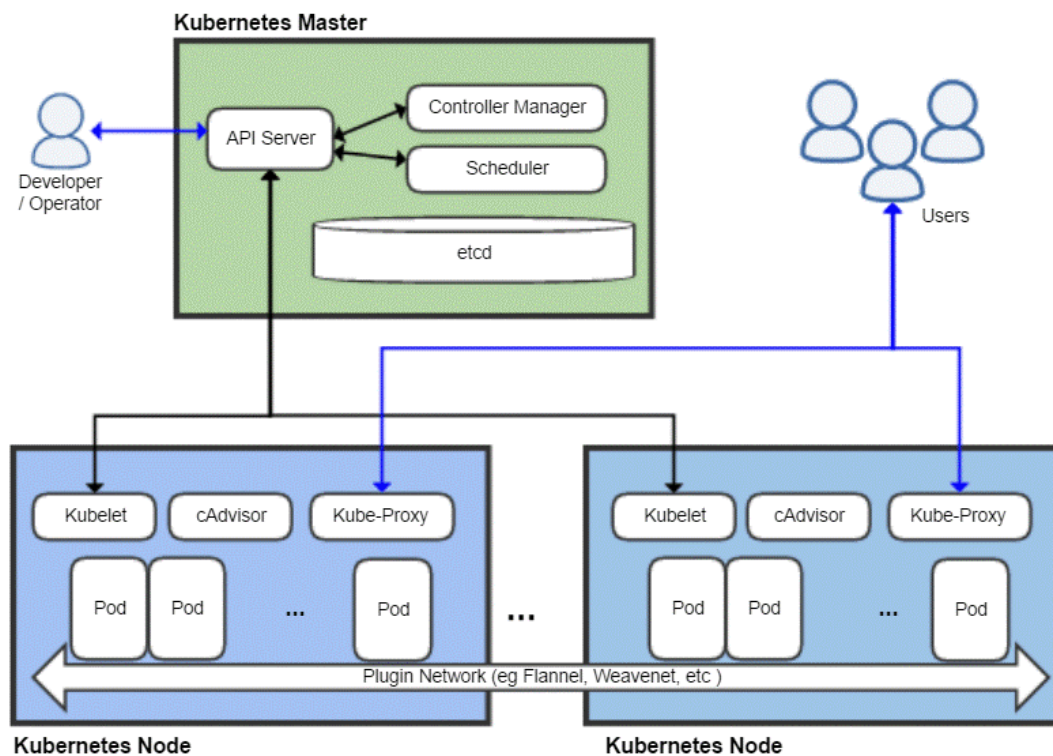 Kubernetes Master
API Server
Controller Manager
Scheduler
etcd
Developer
/ Operator
Users
Kubelet
cAdvisor
Kube-Proxy
Pod
Pod
...
Pod
...
Kubelet
cAdvisor
Kube-Proxy
Pod
Pod
...
Pod
Plugin Network (eg Flannel, Weavenet, etc )
Kubernetes Node
Kubernetes Node